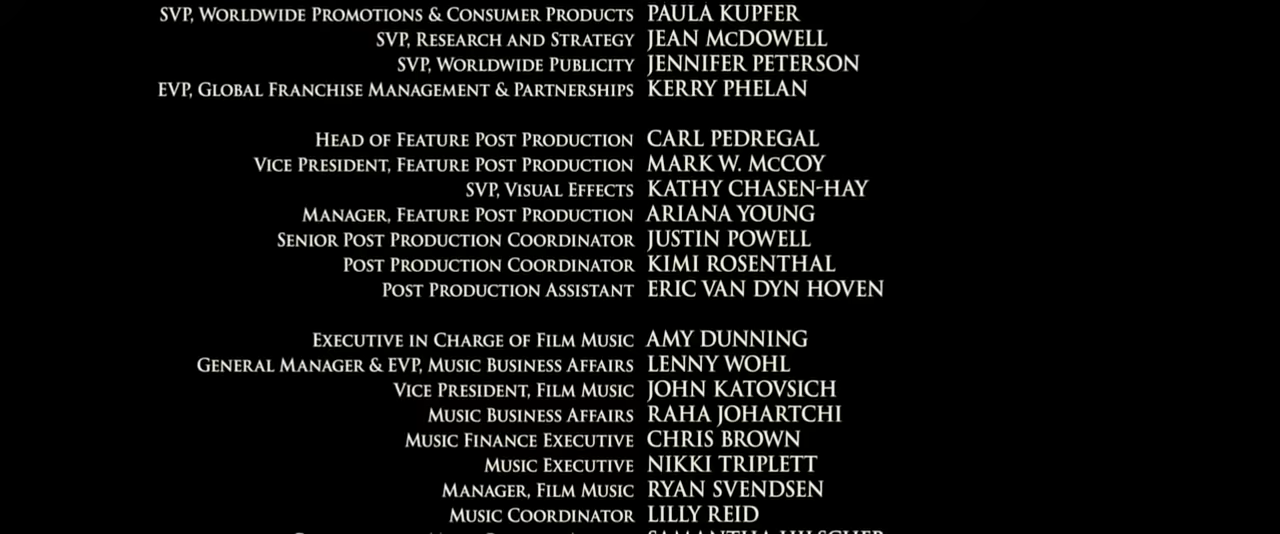 SVP, Worldwide Promotions & Consumer Products PAULA KUPFER
SVP, Research and Strategy JEAN McDOWELL
SVP, Worldwide Publicity JENNIFER PETERSON
EVP, Global Franchise Management & Partnerships KERRY PHELAN
Head of Feature Post Production CARL PEDREGAL
Vice President, Feature Post Production MARK W. McCOY
SVP, Visual Effects KATHY CHASEN-HAY
Manager, Feature Post Production ARIANA YOUNG
Senior Post Production Coordinator JUSTIN POWELL
Post Production Coordinator KIMI ROSENTHAL
Post Production Assistant ERIC VAN DYN HOVEN
Executive in Charge of Film Music AMY DUNNING
General Manager & EVP, Music Business Affairs LENNY WOHL
Vice President, Film Music JOHN KATOVSICH
Music Business Affairs RAHA JOHARTCHI
Music Finance Executive CHRIS BROWN
Music Executive NIKKI TRIPLETT
Manager, Film Music RYAN SVENDSEN
Music Coordinator LILLY REID
SAMANTHA HILSCHER